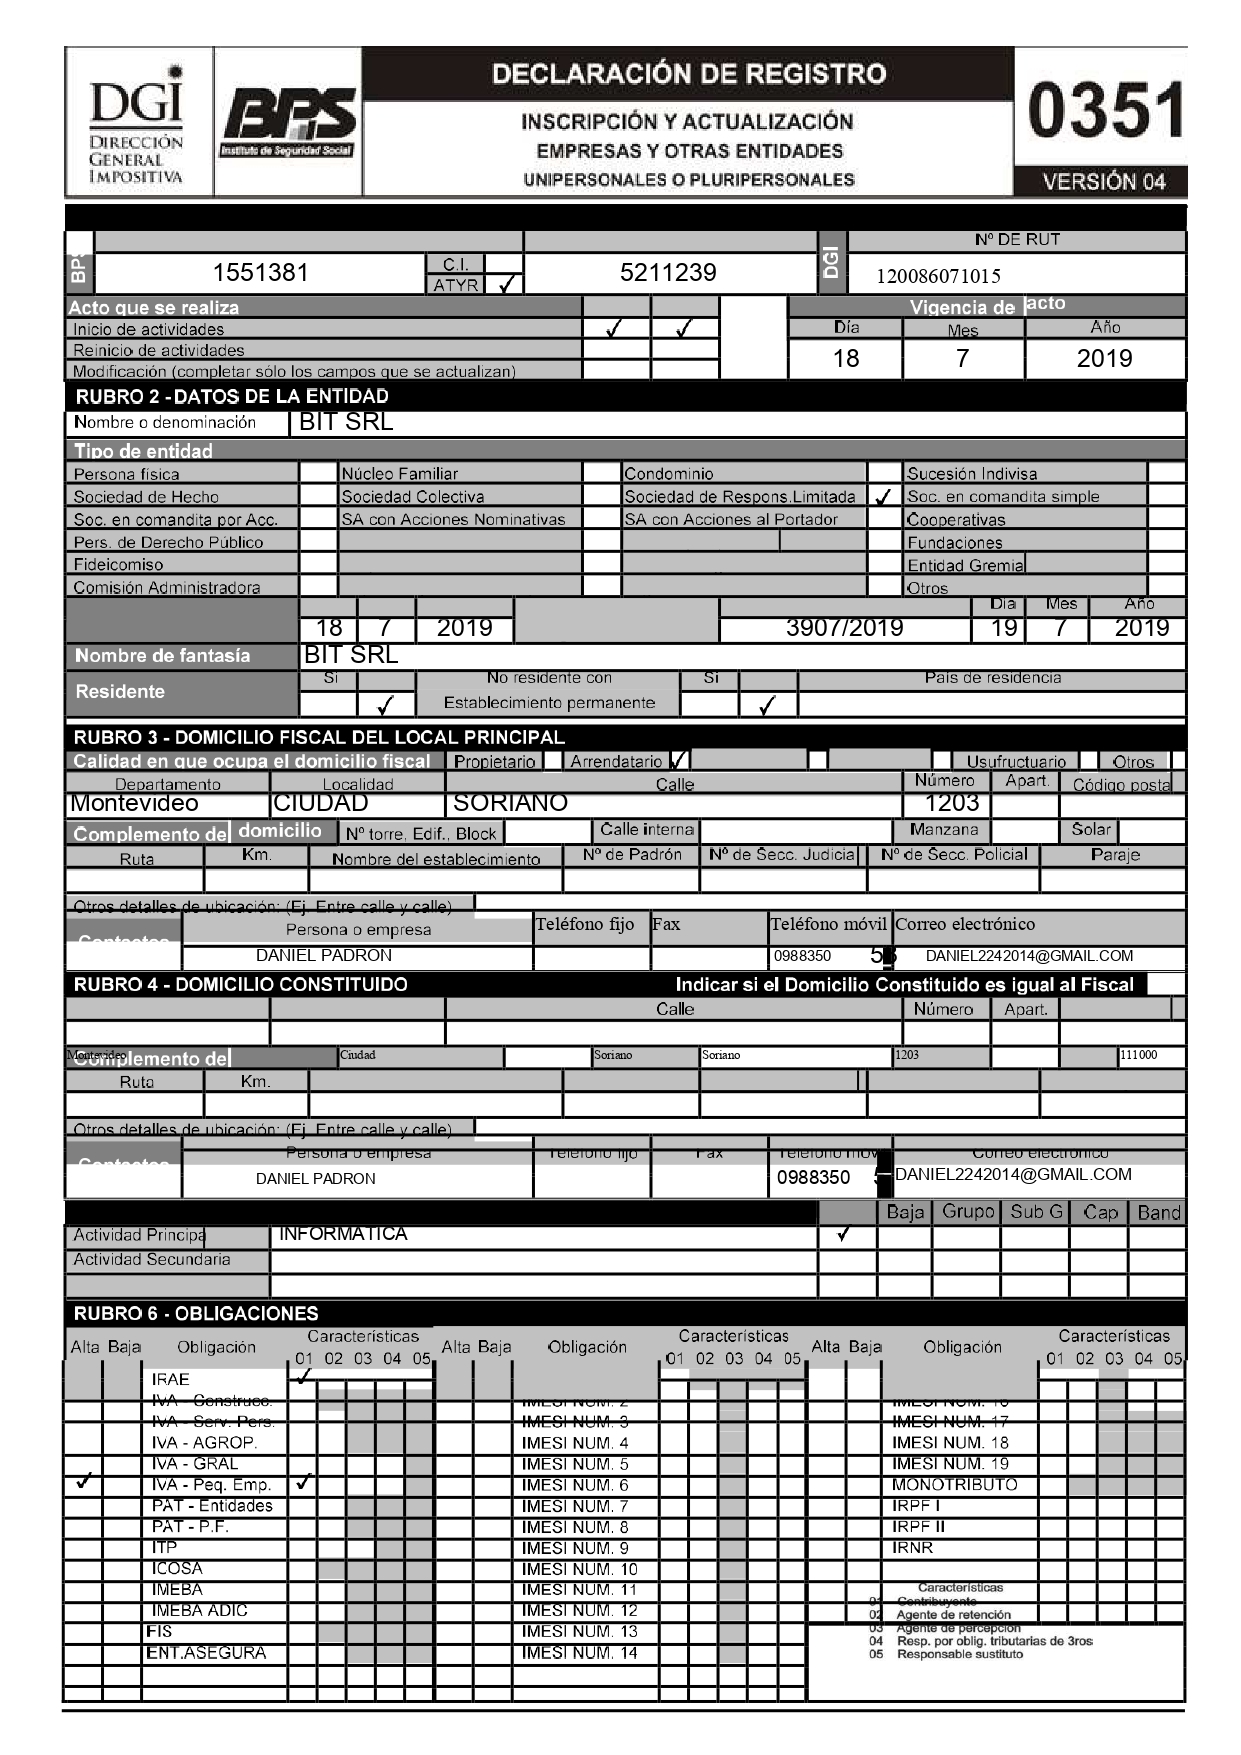 DGI
DIRECCIÓN
GENERAL
IMPOSITIVA
BPS
Instituto de Seguridad Social
DECLARACIÓN DE REGISTRO
INSCRIPCIÓN Y ACTUALIZACIÓN
EMPRESAS Y OTRAS ENTIDADES
UNIPERSONALES O PLURIPERSONALES
0351
VERSIÓN 04
BPS 1551381 C.I. ATYR ✓ 5211239 DGI Nº DE RUT 120086071015
Acto que se realiza Vigencia de acto
Inicio de actividades ✓ ✓ Día Mes Año
Reinicio de actividades 18 7 2019
Modificación (completar sólo los campos que se actualizan)
RUBRO 2 - DATOS DE LA ENTIDAD
Nombre o denominación BIT SRL
Tipo de entidad
Persona física Núcleo Familiar Condominio Sucesión Indivisa
Sociedad de Hecho Sociedad Colectiva Sociedad de Respons.Limitada ✓ Soc. en comandita simple
Soc. en comandita por Acc. SA con Acciones Nominativas SA con Acciones al Portador Cooperativas
Pers. de Derecho Público Fundaciones
Fideicomiso Entidad Gremial
Comisión Administradora Otros
Día Mes Año
18 7 2019 3907/2019 19 7 2019
Nombre de fantasía BIT SRL
Residente Si ✓ No residente con Establecimiento permanente Si ✓ País de residencia
RUBRO 3 - DOMICILIO FISCAL DEL LOCAL PRINCIPAL
Calidad en que ocupa el domicilio fiscal Propietario Arrendatario ✓ Usufructuario Otros
Departamento Localidad Calle Número Apart. Código posta
Montevideo CIUDAD SORIANO 1203
Complemento de domicilio Nº torre, Edif., Block Calle interna Manzana Solar
Ruta Km. Nombre del establecimiento Nº de Padrón Nº de Secc. Judicial Nº de Secc. Policial Paraje
Otros detalles de ubicación: (Ej. Entre calle y calle)
Contactos Persona o empresa Teléfono fijo Fax Teléfono móvil Correo electrónico
DANIEL PADRON 0988350 DANIEL2242014@GMAIL.COM
RUBRO 4 - DOMICILIO CONSTITUIDO Indicar si el Domicilio Constituido es igual al Fiscal
Calle Número Apart.
Montevideo Complemento de Ciudad Soriano Soriano 1203 111000
Ruta Km.
Otros detalles de ubicación: (Ej. Entre calle y calle)
Contactos Persona o empresa Teléfono fijo Fax Teléfono móv Correo electrónico
DANIEL PADRON 0988350 DANIEL2242014@GMAIL.COM
Baja Grupo Sub G Cap Band
Actividad Principa INFORMATICA ✓
Actividad Secundaria
RUBRO 6 - OBLIGACIONES
Alta Baja Obligación Características Alta Baja Obligación Características Alta Baja Obligación Características
01 02 03 04 05 01 02 03 04 05 01 02 03 04 05
IRAE ✓
IVA - Construcc. IMESI NUM. 2 IMESI NUM. 16
IVA - Serv. Pers. IMESI NUM. 3 IMESI NUM. 17
IVA - AGROP. IMESI NUM. 4 IMESI NUM. 18
IVA - GRAL IMESI NUM. 5 IMESI NUM. 19
✓ IVA - Peq. Emp. ✓ IMESI NUM. 6 MONOTRIBUTO
PAT - Entidades IMESI NUM. 7 IRPF I
PAT - P.F. IMESI NUM. 8 IRPF II
ITP IMESI NUM. 9 IRNR
ICOSA IMESI NUM. 10
IMEBA IMESI NUM. 11
IMEBA ADIC IMESI NUM. 12
FIS IMESI NUM. 13
ENT.ASEGURA IMESI NUM. 14
Características
01 Contribuyente
02 Agente de retención
03 Agente de percepción
04 Resp. por oblig. tributarias de 3ros
05 Responsable sustituto